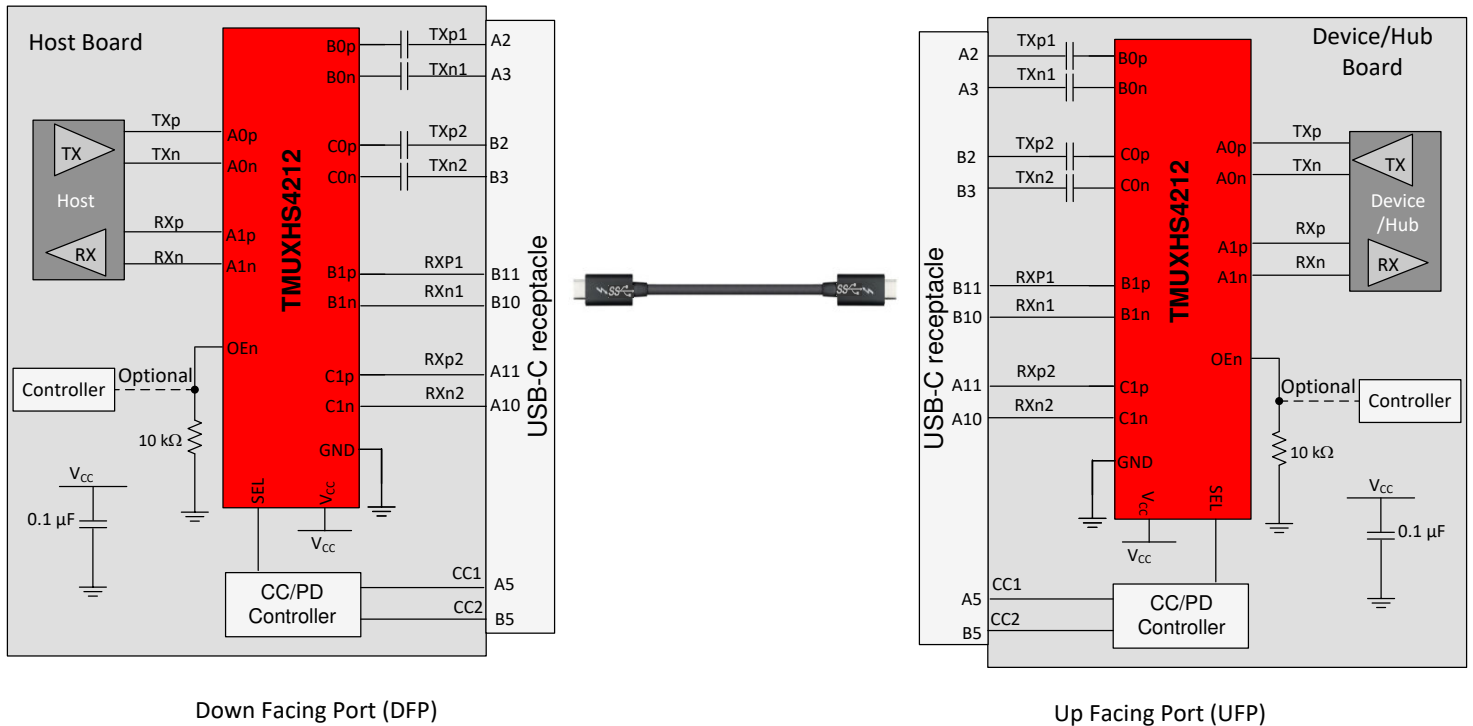 Host Board
TXp
TXn
TX
Host
RXp
RXn
RX
A0p
A0n
A1p
A1n
OEn
TMUXHS4212
B0p
B0n
C0p
C0n
B1p
B1n
C1p
C1n
GND
SEL
VCC
VCC
TXp1
TXn1
TXp2
TXn2
RXP1
RXn1
RXp2
RXn2
A2
A3
B2
B3
B11
B10
A11
A10
USB-C receptacle
Controller
Optional
10 kΩ
VCC
0.1 µF
CC/PD
Controller
CC1
CC2
A5
B5
Down Facing Port (DFP)
SS
SS
Device/Hub
Board
USB-C receptacle
A2
A3
B2
B3
B11
B10
A11
A10
TXp1
TXn1
TXp2
TXn2
RXP1
RXn1
RXp2
RXn2
B0p
B0n
C0p
C0n
B1p
B1n
C1p
C1n
GND
VCC
SEL
VCC
TMUXHS4212
A0p
A0n
A1p
A1n
OEn
TXp
TXn
RXp
RXn
TX
Device
/Hub
RX
Optional
Controller
10 kΩ
VCC
0.1 µF
A5
B5
CC1
CC2
CC/PD
Controller
Up Facing Port (UFP)